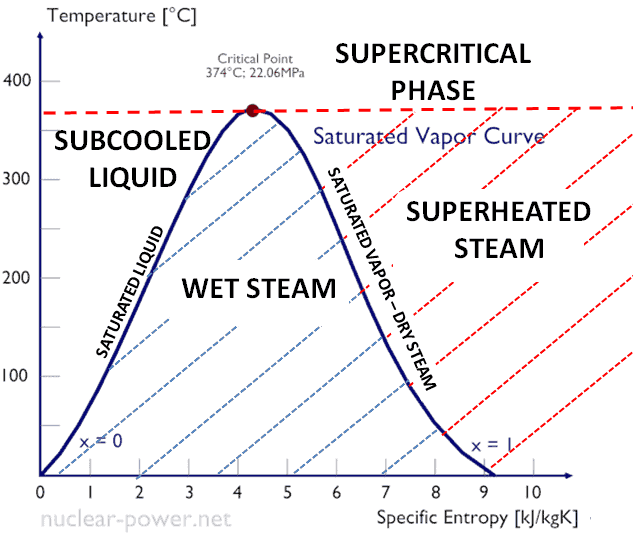 Temperature [°C]
Critical Point
374°C; 22.06MPa
SUPERCRITICAL
PHASE
400
SUBCOOLED
LIQUID
Saturated Vapor Curve
300
SATURATED LIQUID
SATURATED VAPOR – DRY STEAM
SUPERHEATED
STEAM
WET STEAM
200
100
x = 0
x = 1
0 1 2 3 4 5 6 7 8 9 10
nuclear-power.net
Specific Entropy [kJ/kgK]